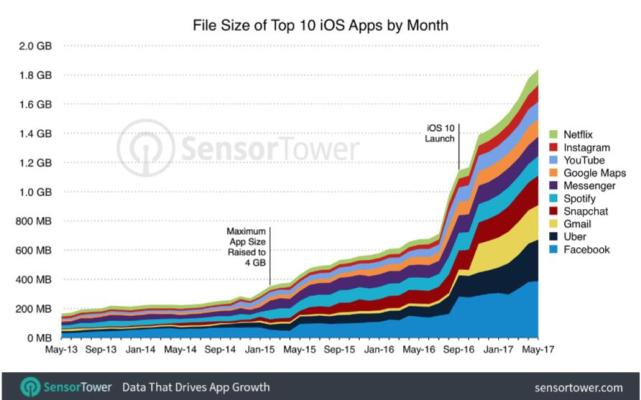 File Size of Top 10 iOS Apps by Month
2.0 GB
1.8 GB
1.6 GB
1.4 GB
1.2 GB
1.0 GB
800 MB
600 MB
400 MB
200 MB
0 MB
SensorTower
Maximum
App Size
Raised to
4 GB
iOS 10
Launch
Netflix
Instagram
YouTube
Google Maps
Messenger
Spotify
Snapchat
Gmail
Uber
Facebook
May-13 Sep-13 Jan-14 May-14 Sep-14 Jan-15 May-15 Sep-15 Jan-16 May-16 Sep-16 Jan-17 May-17
SensorTower Data That Drives App Growth sensortower.com